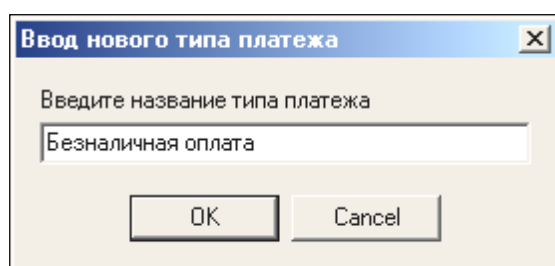 Ввод нового типа платежа
Введите название типа платежа
Безналичная оплата
OK Cancel